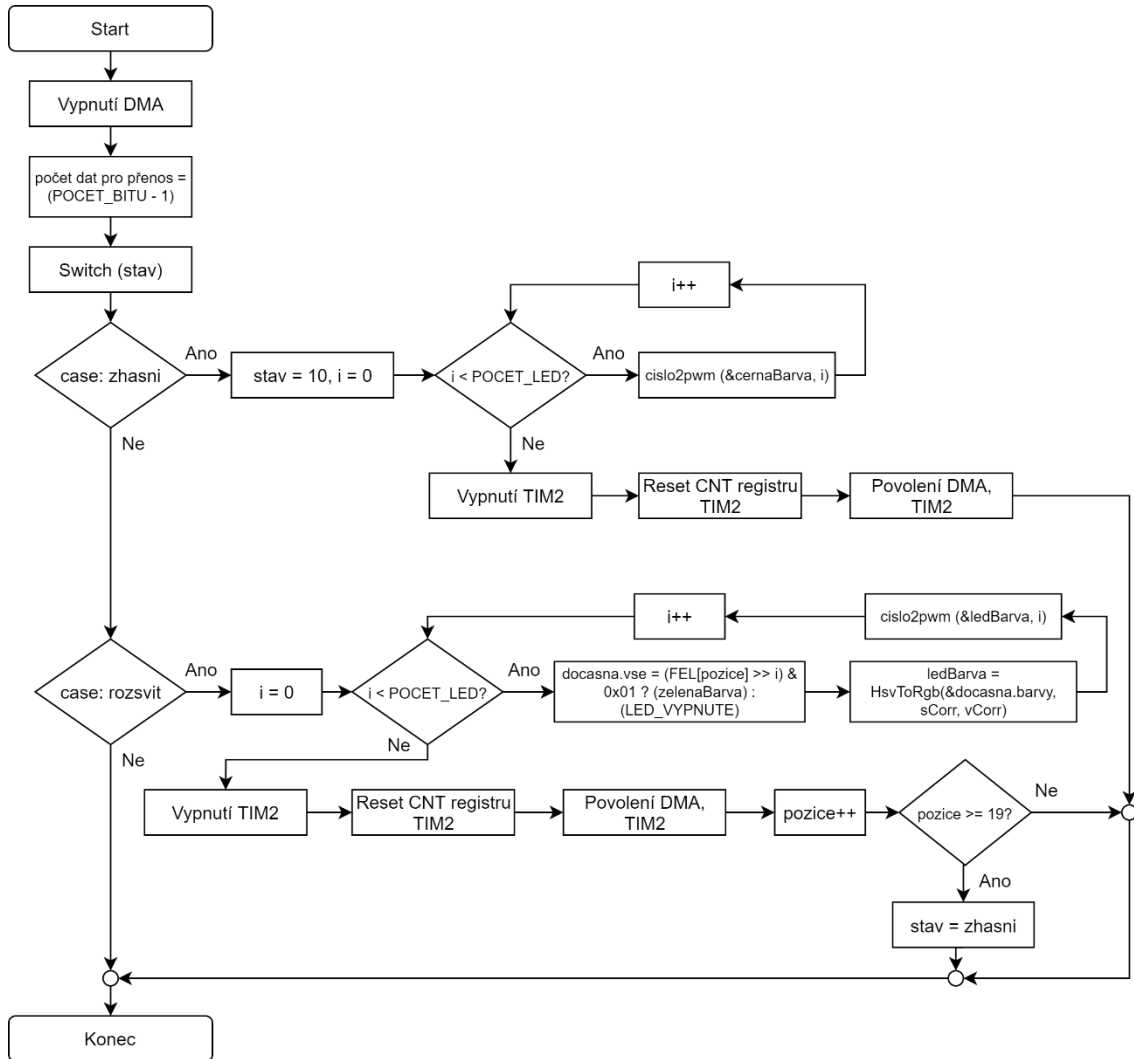 Start
Vypnutí DMA
počet dat pro přenos =
(POCET_BITU - 1)
Switch (stav)
i++
case: zhasni
Ano
stav = 10, i = 0
i < POCET_LED?
Ano
cislo2pwm (&cernaBarva, i)
Ne
Ne
Vypnutí TIM2
Reset CNT registru
TIM2
Povolení DMA,
TIM2
i++
cislo2pwm (&ledBarva, i)
case: rozsvit
Ano
i = 0
i < POCET_LED?
Ano
docasna.vse = (FEL[pozice] >> i) &
0x01 ? (zelenaBarva) :
(LED_VYPNUTE)
ledBarva =
HsvToRgb(&docasna.barvy,
sCorr, vCorr)
Ne
Ne
Vypnutí TIM2
Reset CNT registru
TIM2
Povolení DMA,
TIM2
pozice++
pozice >= 19?
Ne
Ano
stav = zhasni
Konec